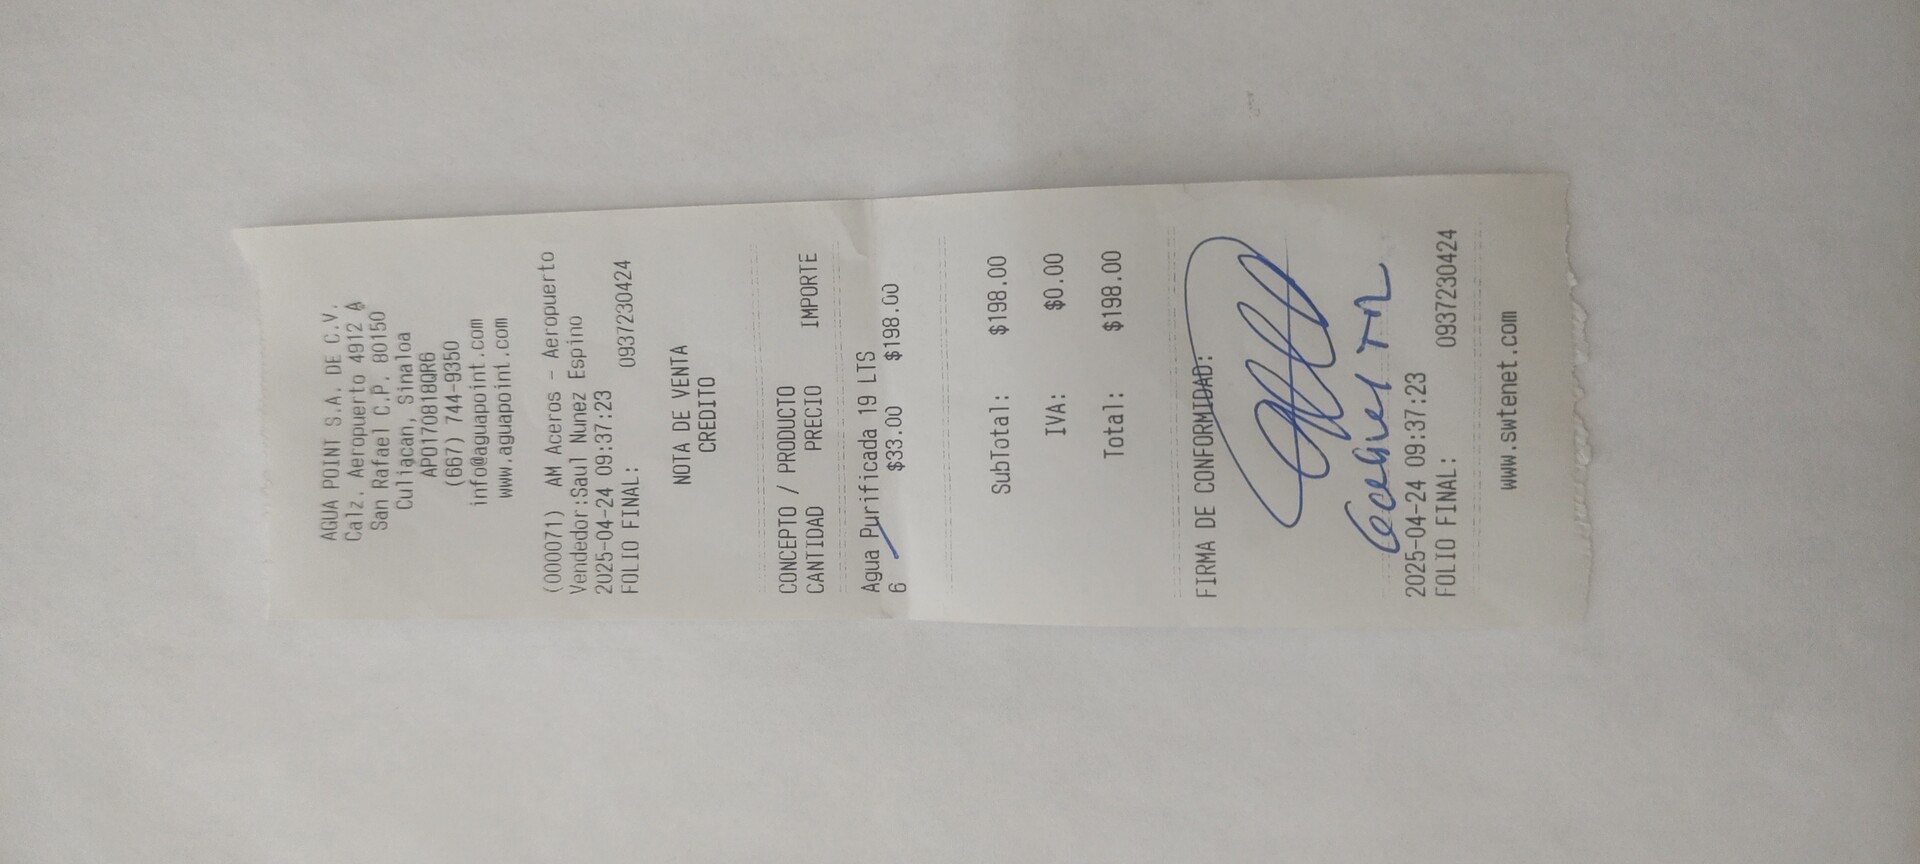 AGUA POINT S.A. DE C.V.
Calz. Aeropuerto 4912 A
San Rafael C.P. 80150
Culiacan, Sinaloa
APO170818QR6
(667) 744-9350
info@aguapoint.com
www.aguapoint.com
(000071) AM Aceros - Aeropuerto
Vendedor:Saul Nunez Espino
2025-04-24 09:37:23
FOLIO FINAL: 0937230424
NOTA DE VENTA
CREDITO
CONCEPTO / PRODUCTO
CANTIDAD PRECIO IMPORTE
Agua Purificada 19 LTS
6 $33.00 $198.00
SubTotal: $198.00
IVA: $0.00
Total: $198.00
FIRMA DE CONFORMIDAD:
2025-04-24 09:37:23
FOLIO FINAL: 0937230424
www.swtenet.com